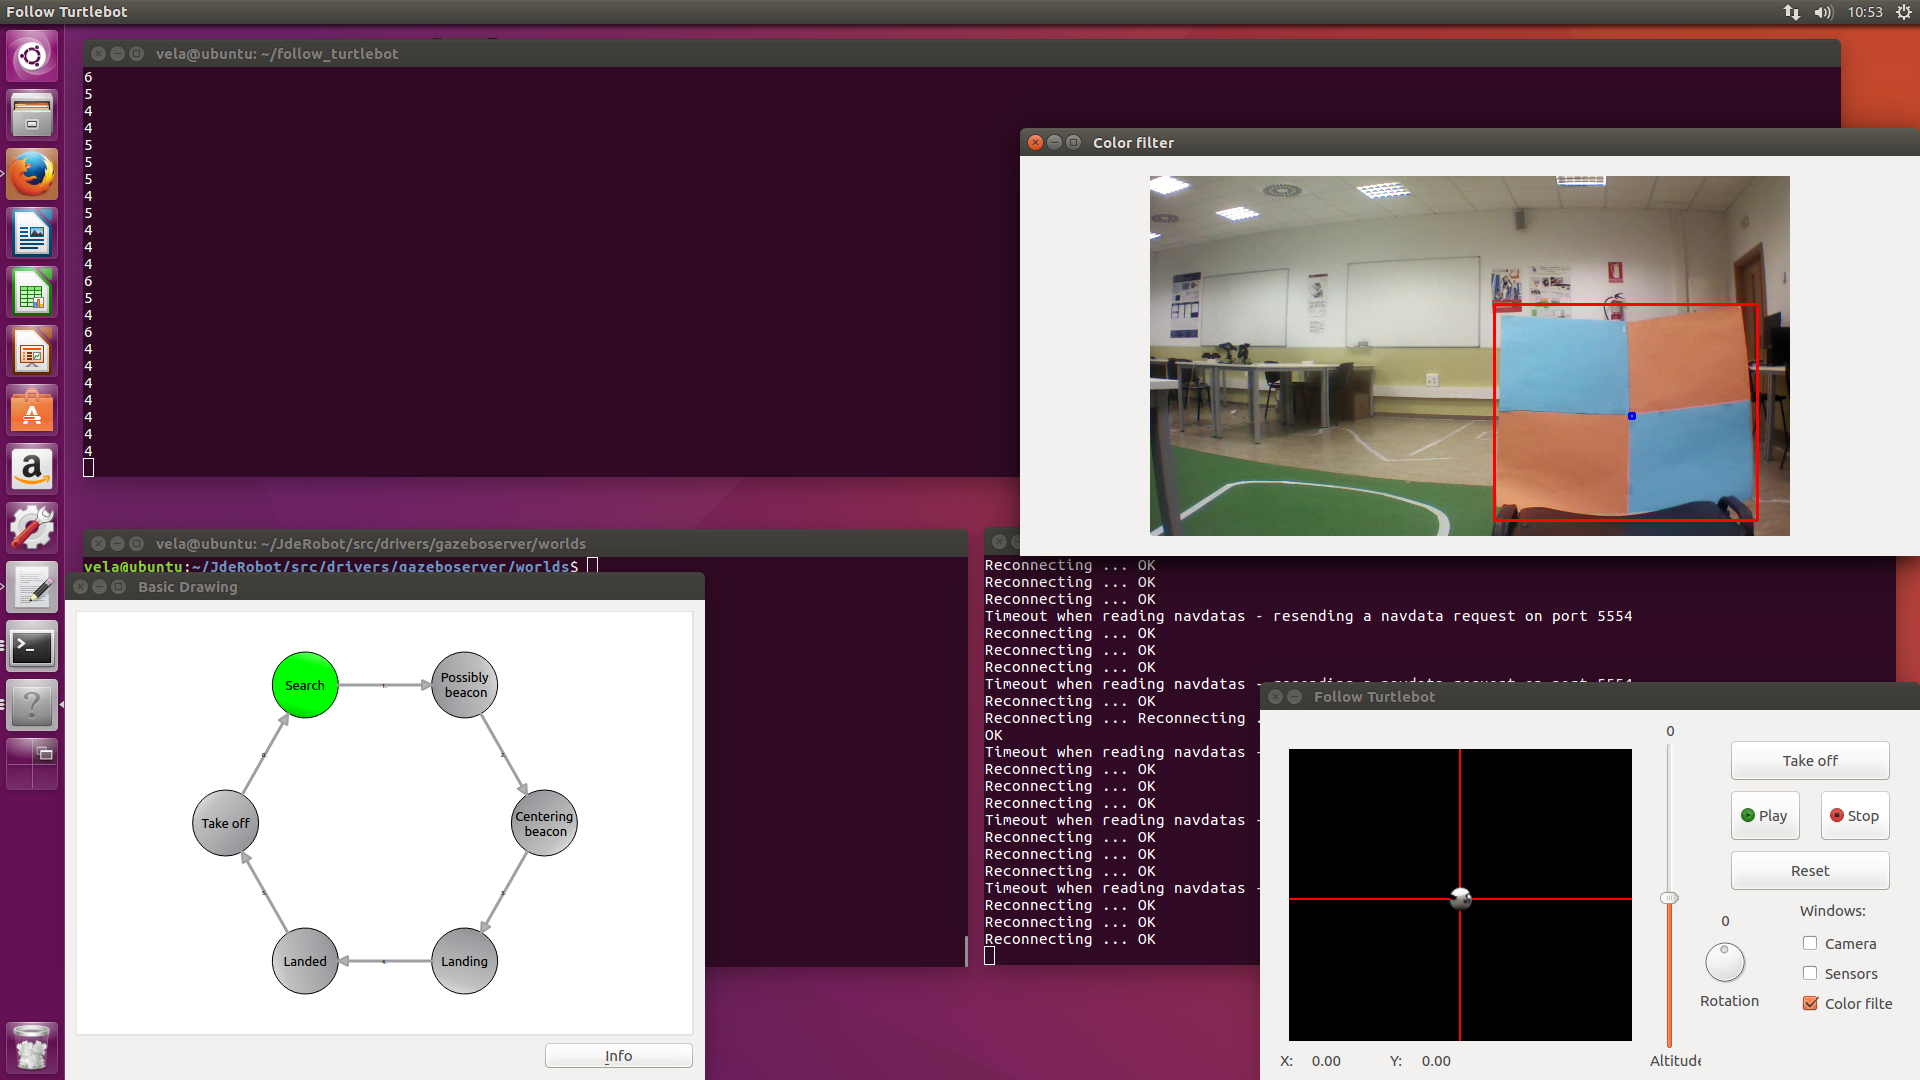 Follow Turtlebot
10:53
vela@ubuntu: ~/follow_turtlebot
6
5
4
4
5
5
5
4
5
4
4
4
6
5
4
6
4
4
4
4
4
4
4
Color filter
vela@ubuntu: ~/JdeRobot/src/drivers/gazeboserver/worlds
vela@ubuntu:~/JdeRobot/src/drivers/gazeboserver/worlds$
Basic Drawing
Search
Possibly
beacon
Take off
Centering
beacon
Landed
Landing
Info
Reconnecting ... OK
Reconnecting ... OK
Reconnecting ... OK
Timeout when reading navdatas - resending a navdata request on port 5554
Reconnecting ... OK
Reconnecting ... OK
Reconnecting ... OK
Timeout when reading navdatas - resending a navdata request on port 5554
Reconnecting ... OK
Reconnecting ... Reconnecting .
OK
Timeout when reading navdatas -
Reconnecting ... OK
Reconnecting ... OK
Reconnecting ... OK
Timeout when reading navdatas -
Reconnecting ... OK
Reconnecting ... OK
Reconnecting ... OK
Timeout when reading navdatas -
Reconnecting ... OK
Reconnecting ... OK
Reconnecting ... OK
Follow Turtlebot
0
Take off
Play
Stop
Reset
Windows:
0
Camera
Sensors
Rotation
Color filte
X: 0.00 Y: 0.00
Altitude